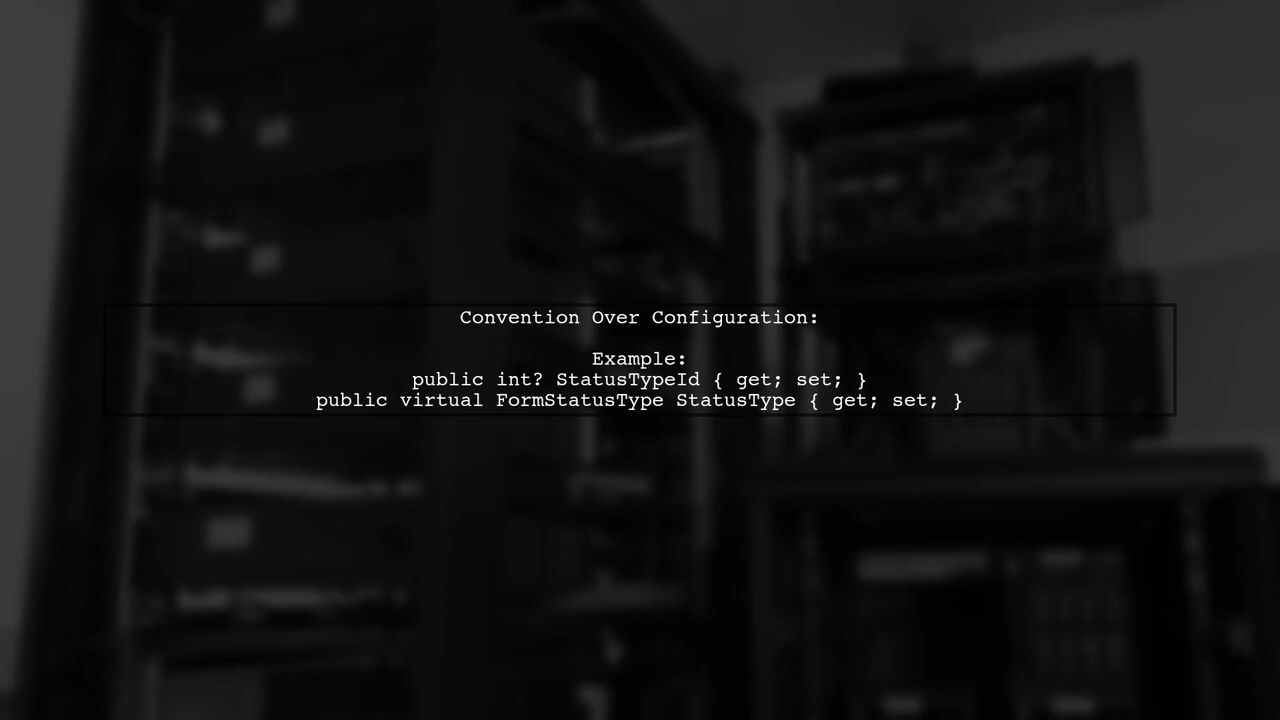 Convention Over Configuration:
Example:
public int? StatusTypeId { get; set; }
public virtual FormStatusType StatusType { get; set; }